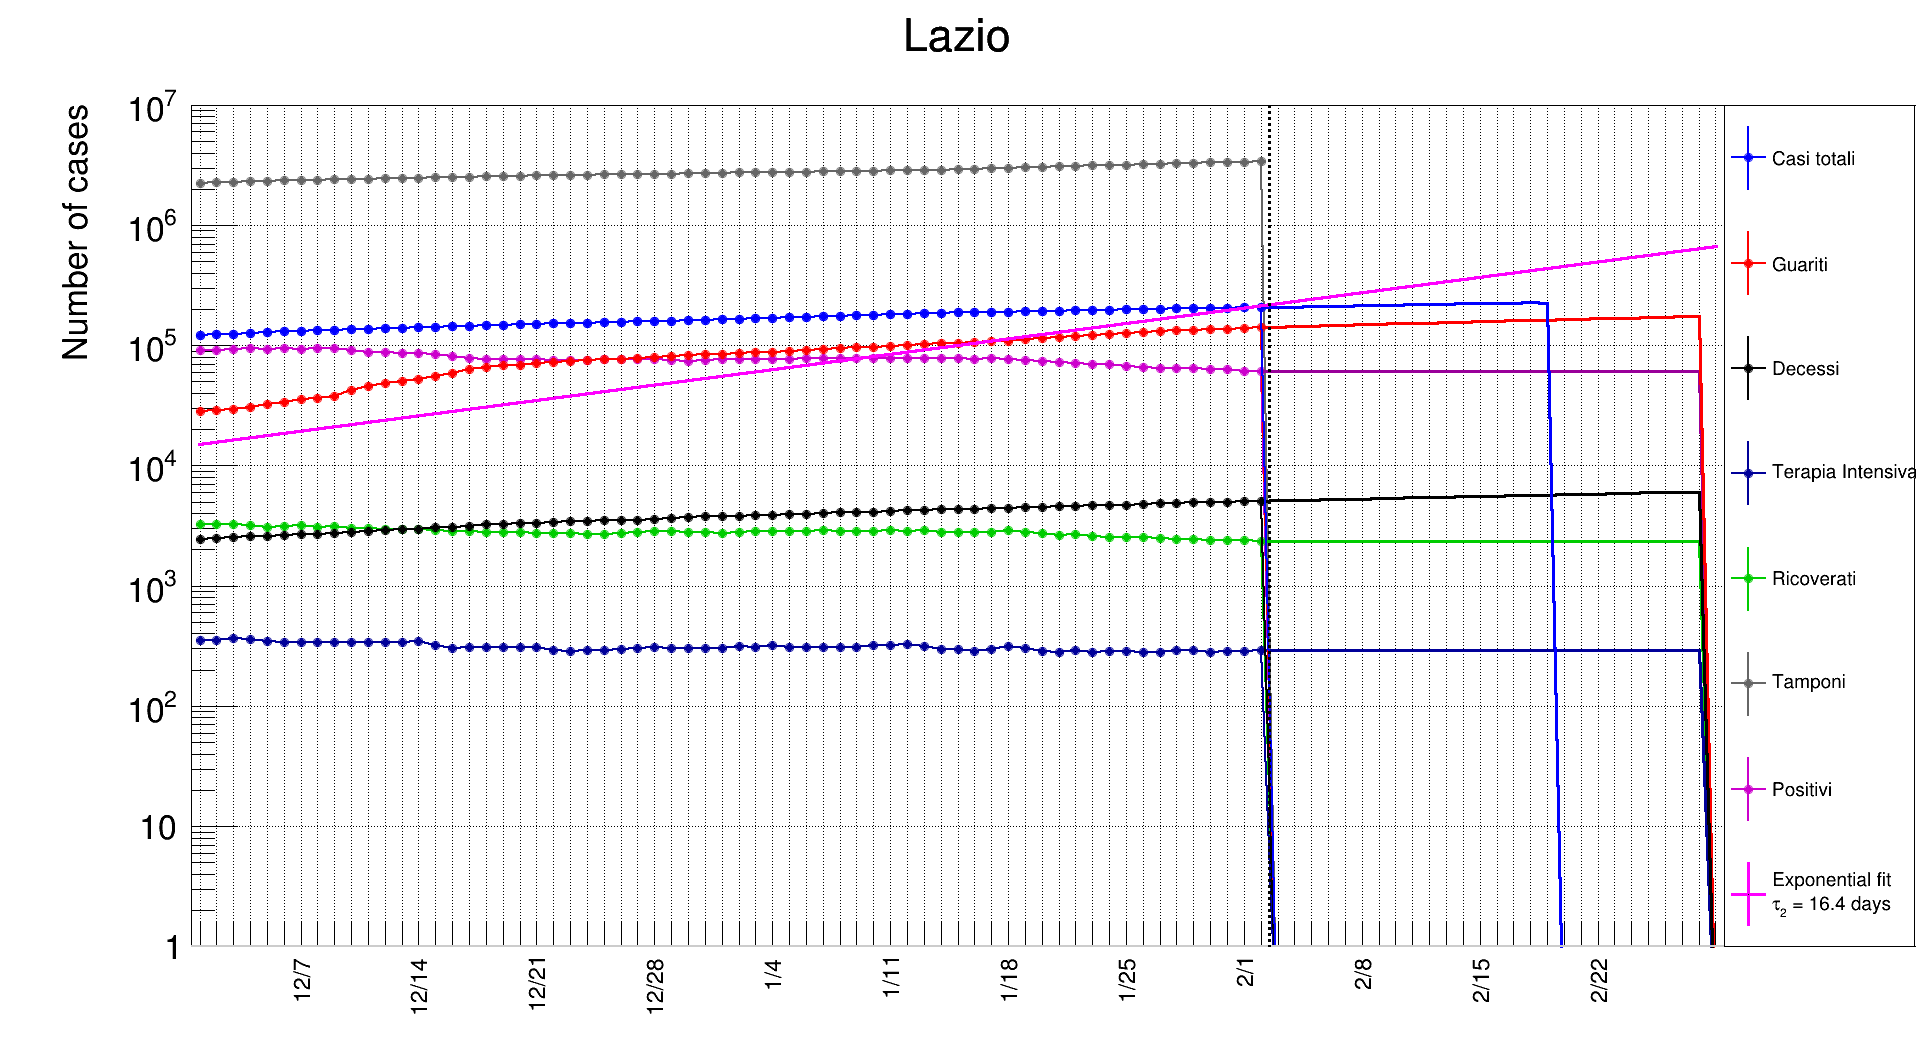 Lazio
Number of cases
10^7
10^6
10^5
10^4
10^3
10^2
10
1
12/7
12/14
12/21
12/28
1/4
1/11
1/18
1/25
2/1
2/8
2/15
2/22
Casi totali
Guariti
Decessi
Terapia Intensiva
Ricoverati
Tamponi
Positivi
Exponential fit
τ₂ = 16.4 days